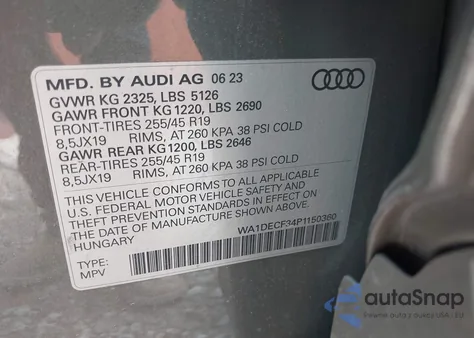 MFD. BY AUDI AG 06 23
GVWR KG 2325, LBS 5126
GAWR FRONT KG 1220, LBS 2690
FRONT-TIRES 255/45 R19
8,5JX19 RIMS, AT 260 KPA 38 PSI COLD
GAWR REAR KG1200, LBS 2646
REAR-TIRES 255/45 R19
8,5JX19 RIMS, AT 260 KPA 38 PSI COLD
THIS VEHICLE CONFORMS TO ALL APPLICABLE
U.S. FEDERAL MOTOR VEHICLE SAFETY AND
THEFT PREVENTION STANDARDS IN EFFECT ON
THE DATE OF MANUFACTURE SHOWN ABOVE
HUNGARY
WA1DECF34P1150360
TYPE:
MPV
autoSnap